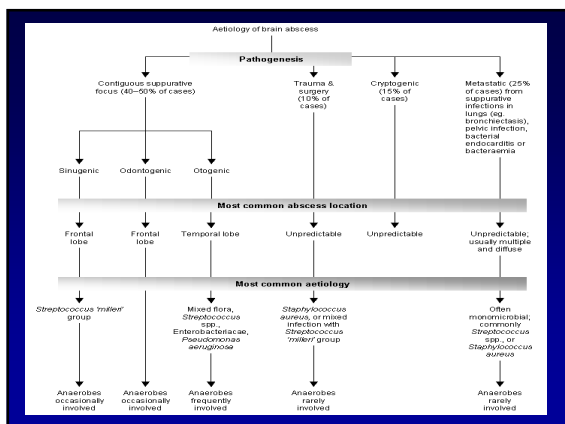 Aetiology of brain abscess
Pathogenesis
Contiguous suppurative
focus (40–50% of cases)
Trauma &
surgery
(10% of
cases)
Cryptogenic
(15% of
cases)
Metastatic (25%
of cases) from
suppurative
infections in
lungs (eg.
bronchiectasis),
pelvic infection,
bacterial
endocarditis or
bacteraemia
Sinugenic
Odontogenic
Otogenic
Most common abscess location
Frontal
lobe
Frontal
lobe
Temporal lobe
Unpredictable
Unpredictable
Unpredictable;
usually multiple
and diffuse
Most common aetiology
Streptococcus 'milleri'
group
Mixed flora,
Streptococcus
spp.,
Enterobacteriacae,
Pseudomonas
aeruginosa
Staphylococcus
aureus, or mixed
infection with
Streptococcus
'milleri' group
Often
monomicrobial;
commonly
Streptococcus
spp., or
Staphylococcus
aureus
Anaerobes
occasionally
involved
Anaerobes
occasionally
involved
Anaerobes
frequently
involved
Anaerobes
rarely
involved
Anaerobes
rarely
involved